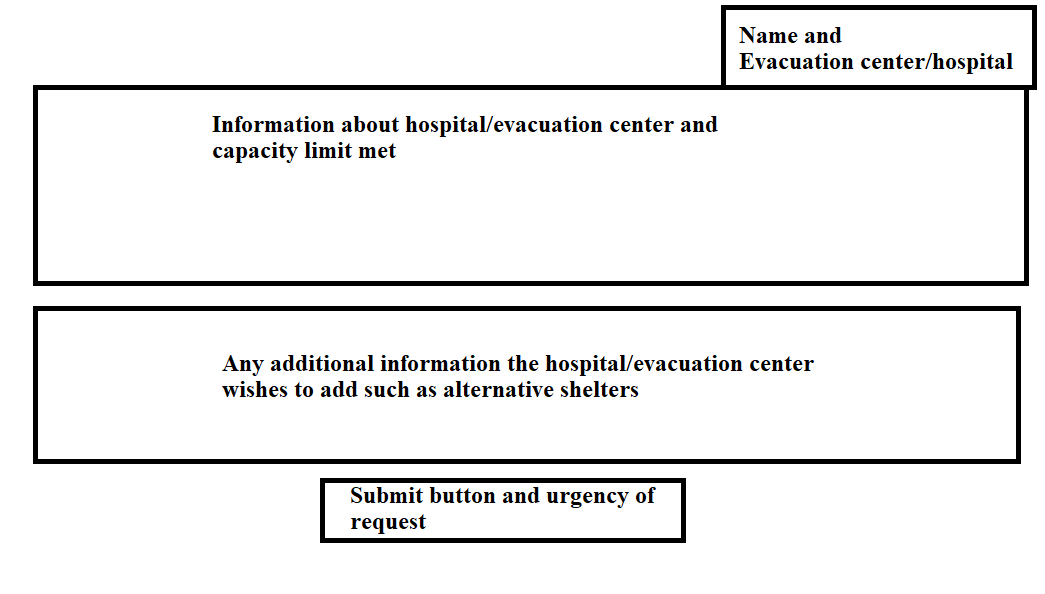 Name and
Evacuation center/hospital
Information about hospital/evacuation center and
capacity limit met
Any additional information the hospital/evacuation center
wishes to add such as alternative shelters
Submit button and urgency of
request